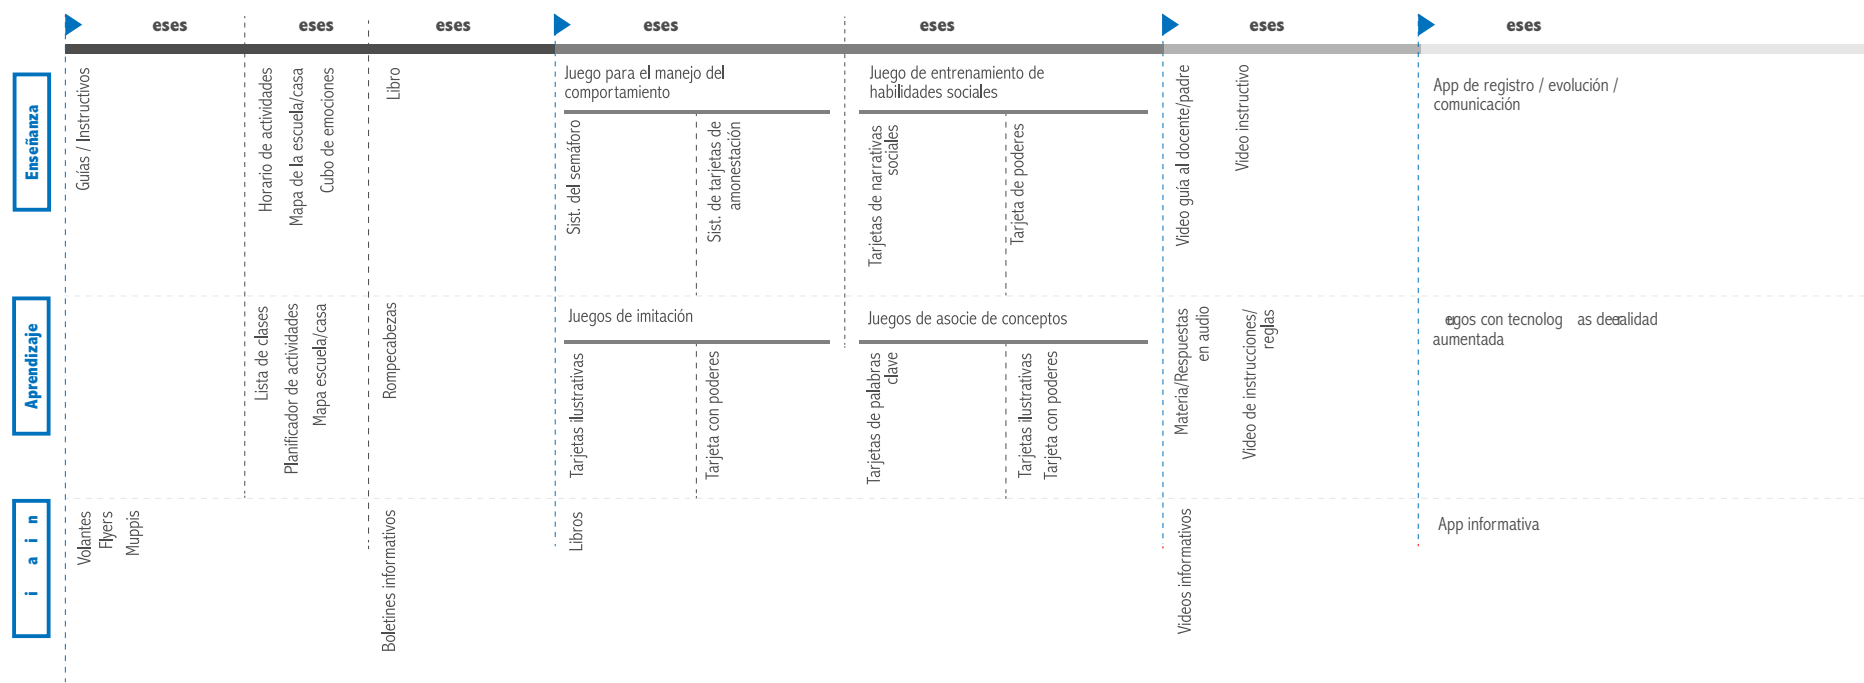 eses eses eses eses eses eses eses
Enseñanza
Guías / Instructivos
Horario de actividades
Mapa de la escuela/casa
Cubo de emociones
Libro
Juego para el manejo del
comportamiento
Sist. del semáforo
Sist. de tarjetas de
amonestación
Juego de entrenamiento de
habilidades sociales
Tarjetas de narrativas
sociales
Tarjeta de poderes
Video guía al docente/padre
Video instructivo
App de registro / evolución /
comunicación
Aprendizaje
Lista de clases
Planificador de actividades
Mapa escuela/casa
Rompecabezas
Juegos de imitación
Tarjetas ilustrativas
Tarjeta con poderes
Juegos de asocie de conceptos
Tarjetas de palabras
clave
Tarjetas ilustrativas
Tarjeta con poderes
Materia/Respuestas
en audio
Video de instrucciones/
reglas
con tecnolog as de
aumentada
i a i n
Volantes
Flyers
Muppis
Boletines informativos
Libros
Videos informativos
App informativa